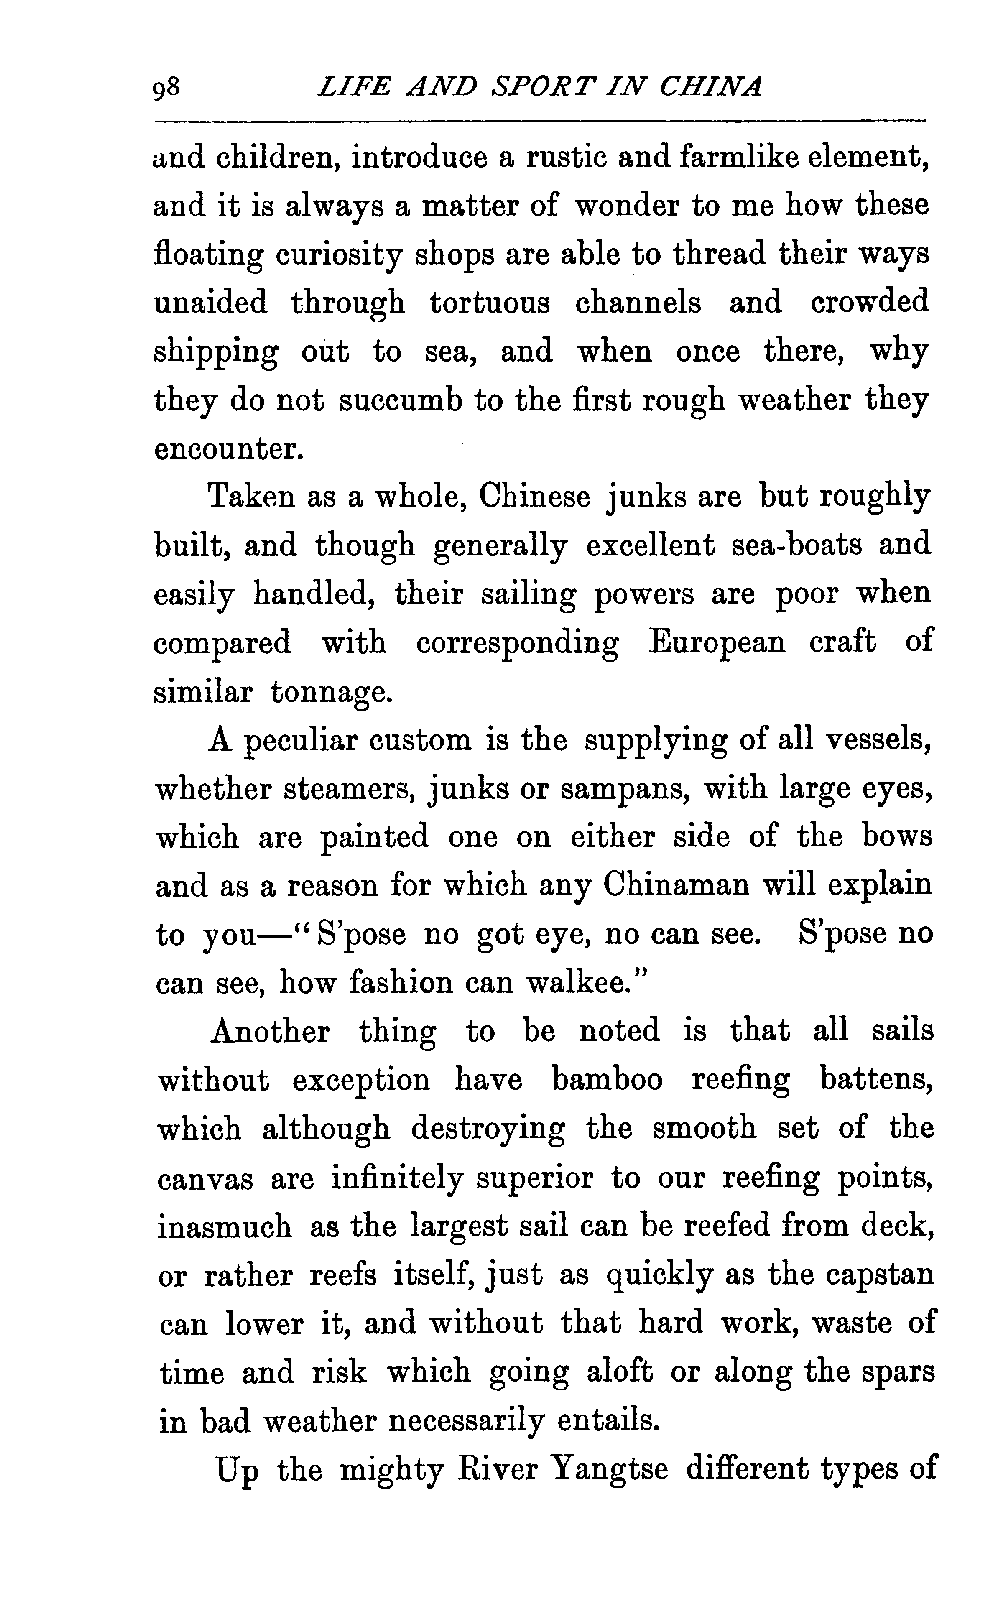 98 LIFE AND SPORT IN CHINA
and children, introduce a rustic and farmlike element,
and it is always a matter of wonder to me how these
floating curiosity shops are able to thread their ways
unaided through tortuous channels and crowded
shipping out to sea, and when once there, why
they do not succumb to the first rough weather they
encounter.
Taken as a whole, Chinese junks are but roughly
built, and though generally excellent sea-boats and
easily handled, their sailing powers are poor when
compared with corresponding European craft of
similar tonnage.
A peculiar custom is the supplying of all vessels,
whether steamers, junks or sampans, with large eyes,
which are painted one on either side of the bows
and as a reason for which any Chinaman will explain
to you—“S’pose no got eye, no can see. S’pose no
can see, how fashion can walkee.”
Another thing to be noted is that all sails
without exception have bamboo reefing battens,
which although destroying the smooth set of the
canvas are infinitely superior to our reefing points,
inasmuch as the largest sail can be reefed from deck,
or rather reefs itself, just as quickly as the capstan
can lower it, and without that hard work, waste of
time and risk which going aloft or along the spars
in bad weather necessarily entails.
Up the mighty River Yangtse different types of